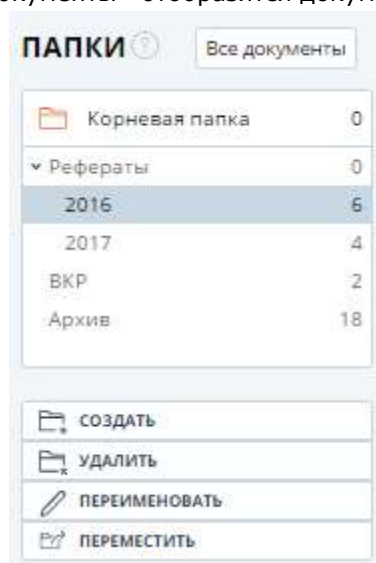 ПАПКИ ? Все документы
Корневая папка 0
Рефераты 0
2016 6
2017 4
ВКР 2
Архив 18
СОЗДАТЬ
УДАЛИТЬ
ПЕРЕИМЕНОВАТЬ
ПЕРЕМЕСТИТЬ